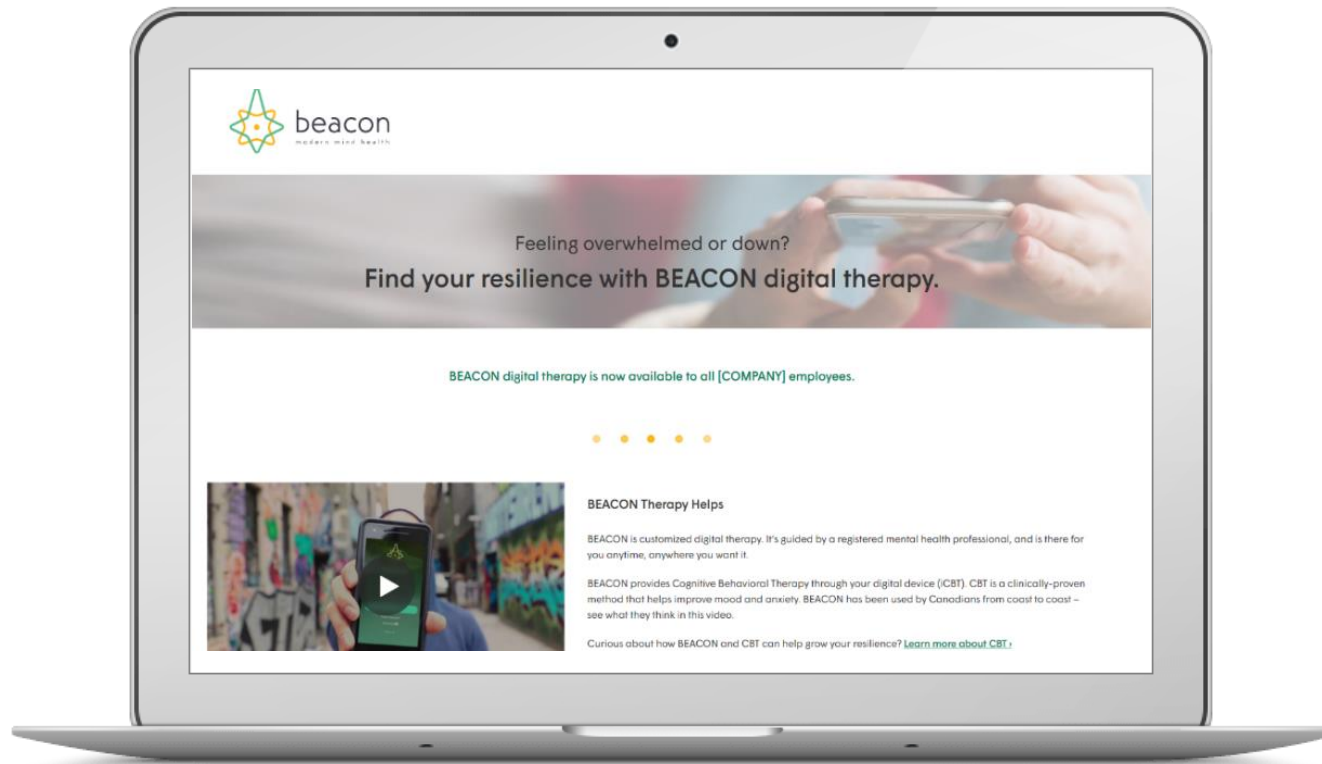 beacon
modern mind health
Feeling overwhelmed or down?
Find your resilience with BEACON digital therapy.
BEACON digital therapy is now available to all [COMPANY] employees.
BEACON Therapy Helps
BEACON is customized digital therapy. It's guided by a registered mental health professional, and is there for
you anytime, anywhere you want it.
BEACON provides Cognitive Behavioral Therapy through your digital device (iCBT). CBT is a clinically-proven
method that helps improve mood and anxiety. BEACON has been used by Canadians from coast to coast –
see what they think in this video.
Curious about how BEACON and CBT can help grow your resilience? Learn more about CBT ›